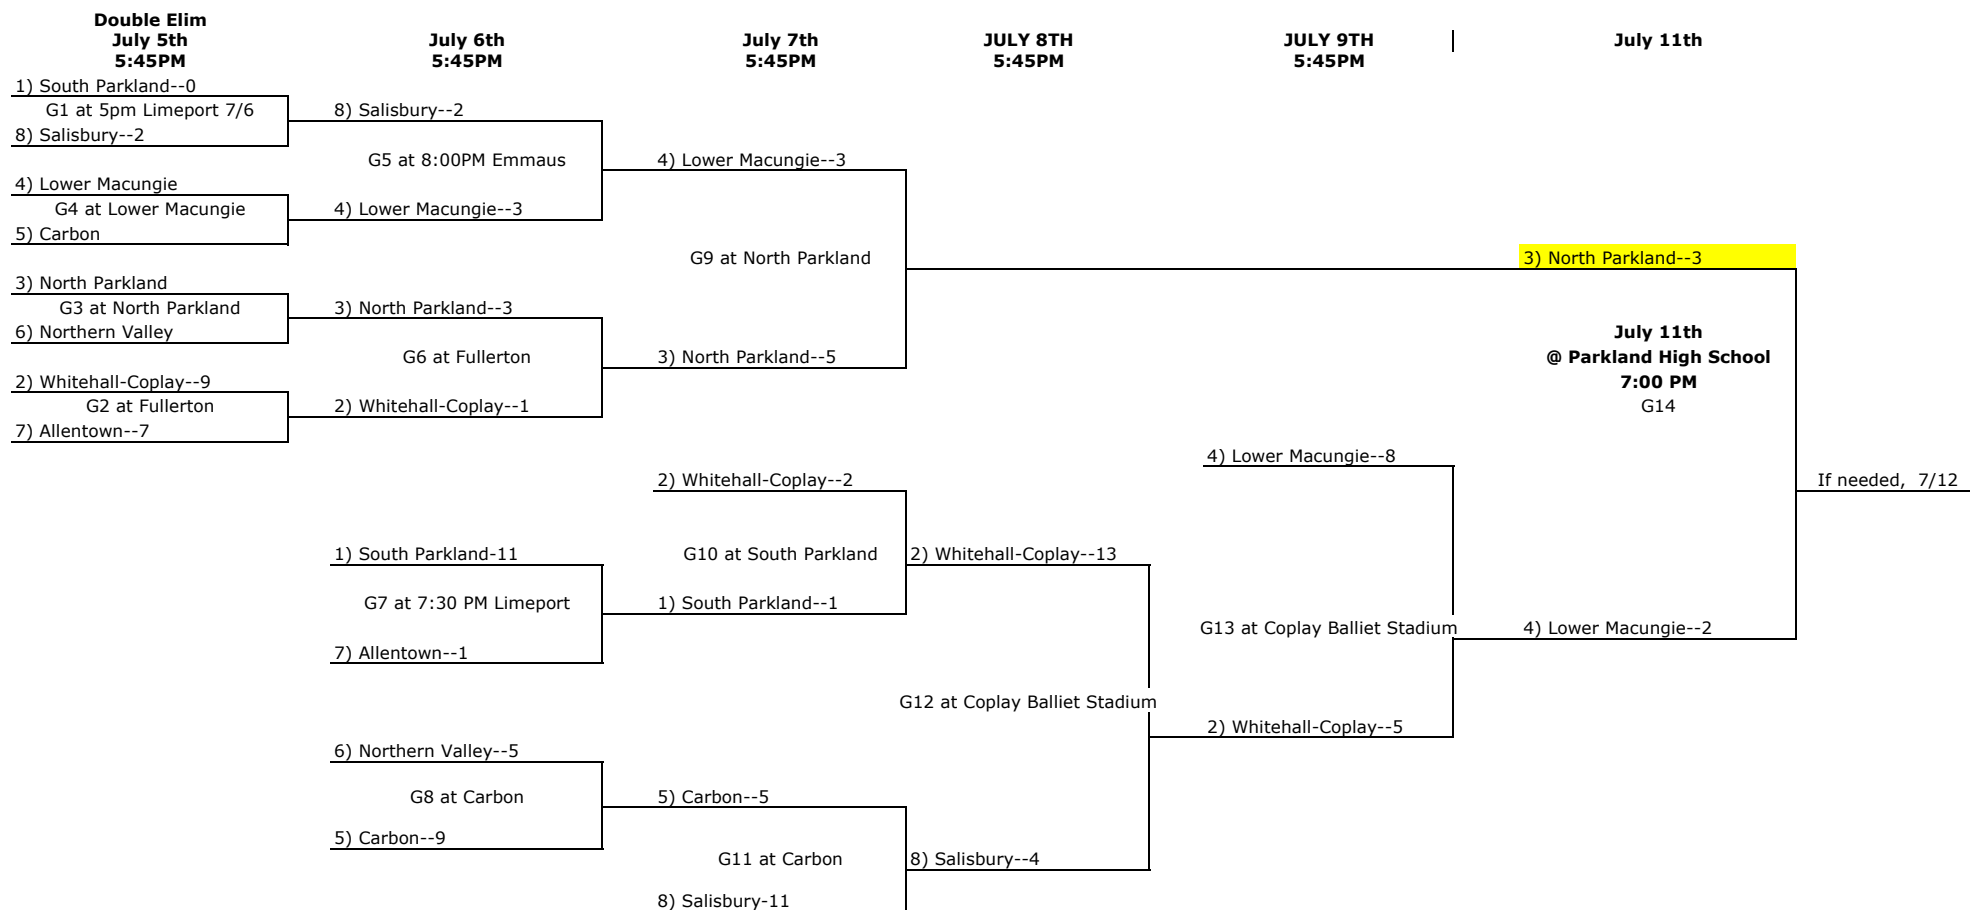 Double Elim
July 5th
5:45PM
July 6th
5:45PM
July 7th
5:45PM
JULY 8TH
5:45PM
JULY 9TH
5:45PM
July 11th
1) South Parkland--0
G1 at 5pm Limeport 7/6
8) Salisbury--2
4) Lower Macungie
G4 at Lower Macungie
5) Carbon
3) North Parkland
G3 at North Parkland
6) Northern Valley
2) Whitehall-Coplay--9
G2 at Fullerton
7) Allentown--7
8) Salisbury--2
G5 at 8:00PM Emmaus
4) Lower Macungie--3
3) North Parkland--3
G6 at Fullerton
2) Whitehall-Coplay--1
1) South Parkland-11
G7 at 7:30 PM Limeport
7) Allentown--1
6) Northern Valley--5
G8 at Carbon
5) Carbon--9
4) Lower Macungie--3
G9 at North Parkland
3) North Parkland--5
2) Whitehall-Coplay--2
G10 at South Parkland
1) South Parkland--1
5) Carbon--5
G11 at Carbon
8) Salisbury-11
2) Whitehall-Coplay--13
G12 at Coplay Balliet Stadium
8) Salisbury--4
4) Lower Macungie--8
G13 at Coplay Balliet Stadium
2) Whitehall-Coplay--5
3) North Parkland--3
July 11th
@ Parkland High School
7:00 PM
G14
4) Lower Macungie--2
If needed, 7/12